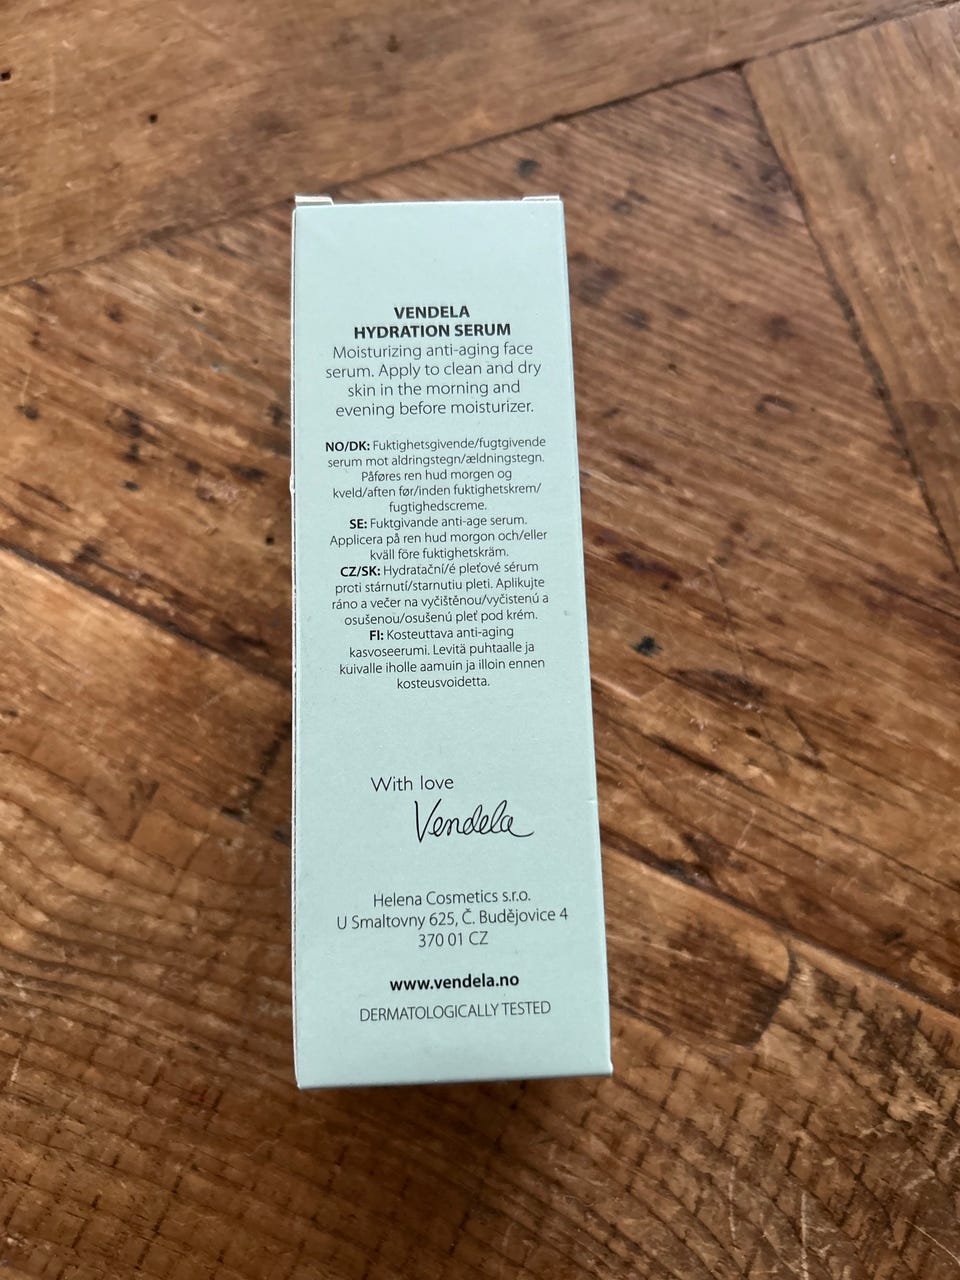 VENDELA
HYDRATION SERUM
Moisturizing anti-aging face
serum. Apply to clean and dry
skin in the morning and
evening before moisturizer.
NO/DK: Fuktighetsgivende/fugtgivende
serum mot aldringstegn/ældningstegn.
Påføres ren hud morgen og
kveld/aften før/inden fuktighetskrem/
fugtighedscreme.
SE: Fuktgivande anti-age serum.
Applicera på ren hud morgon och/eller
kväll före fuktighetskräm.
CZ/SK: Hydratační/é pleťové sérum
proti stárnutí/starnutiu pleti. Aplikujte
ráno a večer na vyčištěnou/vyčistenú a
osušenou/osušenú pleť pod krém.
FI: Kosteuttava anti-aging
kasvoseerumi. Levitä puhtaalle ja
kuivalle iholle aamuin ja illoin ennen
kosteusvoidetta.
With love
Vendela
Helena Cosmetics s.r.o.
U Smaltovny 625, Č. Budějovice 4
370 01 CZ
www.vendela.no
DERMATOLOGICALLY TESTED